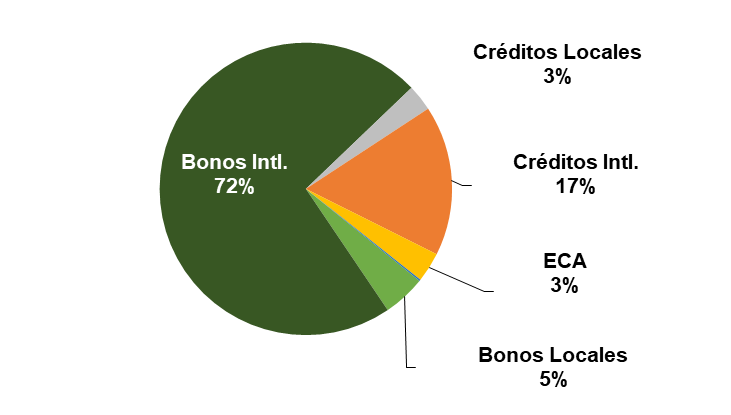 Créditos Locales
3%
Bonos Intl.
72%
Créditos Intl.
17%
ECA
3%
Bonos Locales
5%